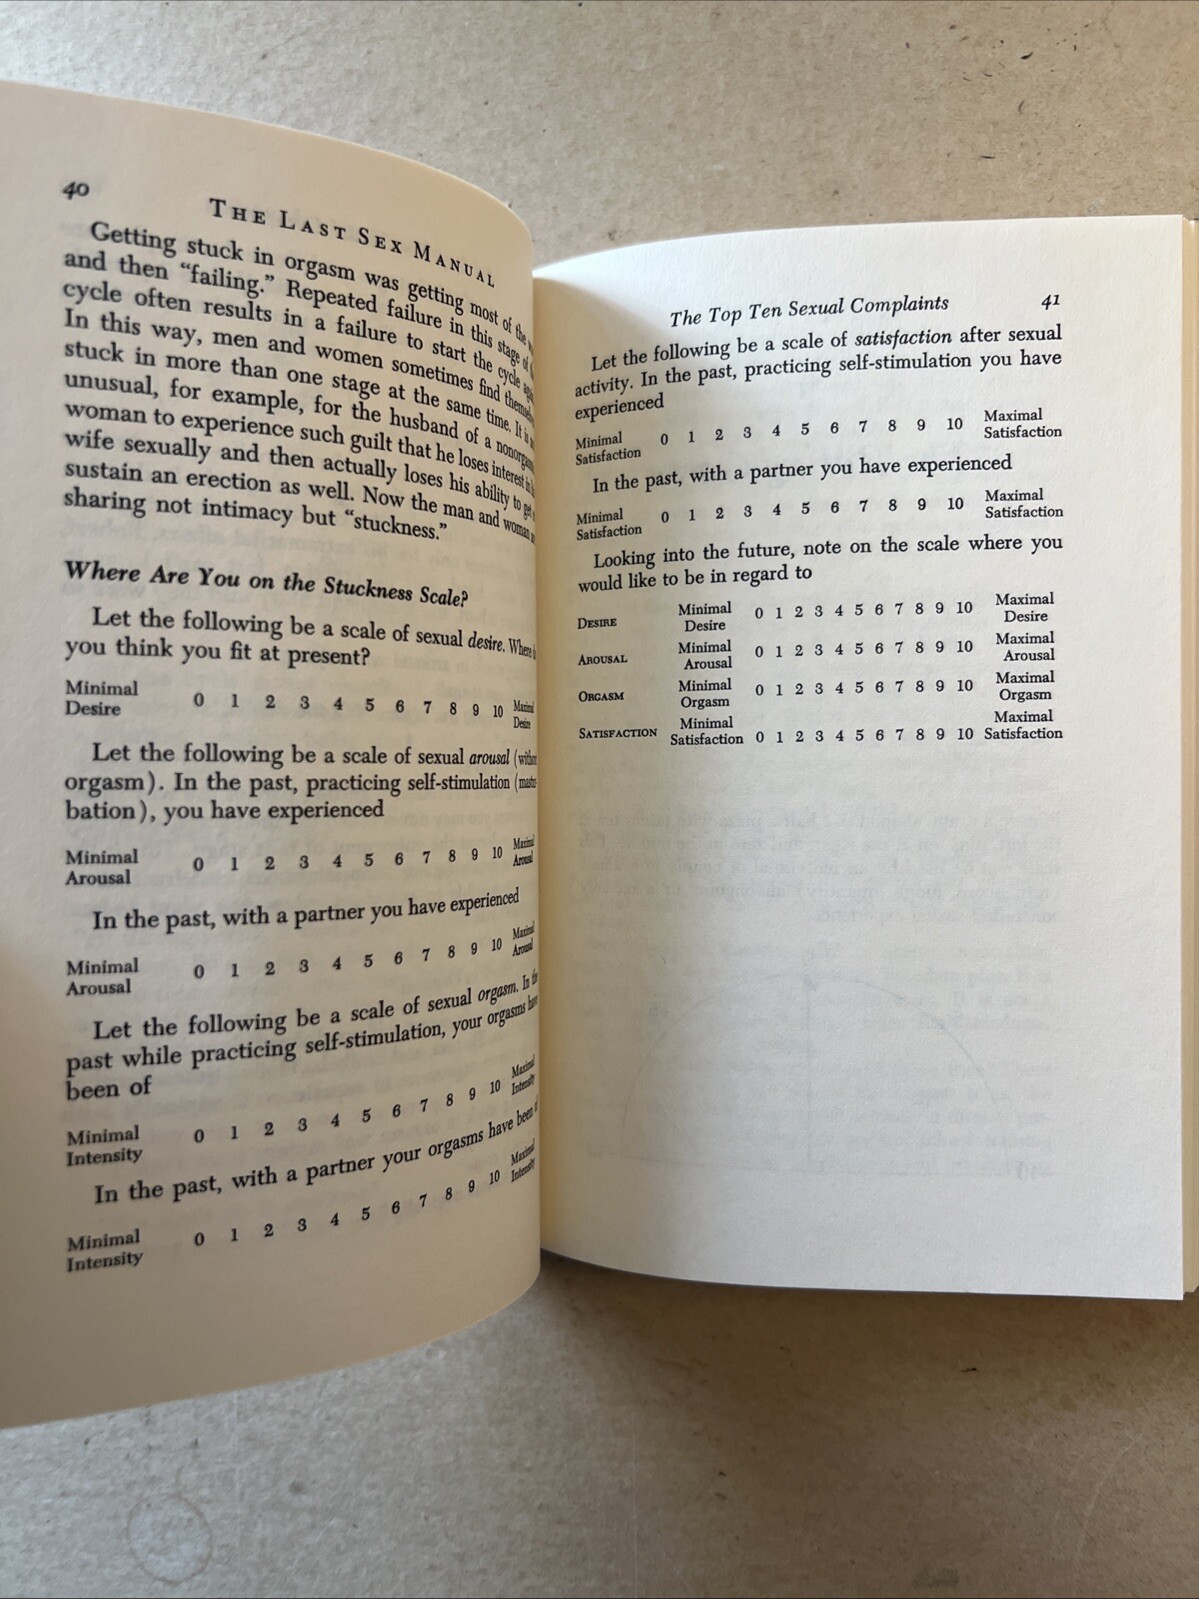 40
THE LAST SEX MANUAL
Getting stuck in orgasm was getting most of the
and then “failing.” Repeated failure in this stage of
cycle often results in a failure to start the cycle
In this way, men and women sometimes find
stuck in more than one stage at the same time. It is
unusual, for example, for the husband of a
woman to experience such guilt that he loses interest in
wife sexually and then actually loses his ability to get
sustain an erection as well. Now the man and woman
sharing not intimacy but “stuckness.”
Where Are You on the Stuckness Scale?
Let the following be a scale of sexual desire. Where
you think you fit at present?
Minimal Desire 0 1 2 3 4 5 6 7 8 9 10 Maximal Desire
Let the following be a scale of sexual arousal
orgasm). In the past, practicing self-stimulation
bation), you have experienced
Minimal Arousal 0 1 2 3 4 5 6 7 8 9 10 Maximal Arousal
In the past, with a partner you have experienced
Minimal Arousal 0 1 2 3 4 5 6 7 8 9 10 Maximal Arousal
Let the following be a scale of sexual orgasm. In the
past while practicing self-stimulation, your orgasms have
been of
Minimal Intensity 0 1 2 3 4 5 6 7 8 9 10 Maximal Intensity
In the past, with a partner your orgasms have been
Minimal Intensity 0 1 2 3 4 5 6 7 8 9 10 Maximal Intensity
The Top Ten Sexual Complaints 41
Let the following be a scale of satisfaction after sexual
activity. In the past, practicing self-stimulation you have
experienced
Minimal Satisfaction 0 1 2 3 4 5 6 7 8 9 10 Maximal Satisfaction
In the past, with a partner you have experienced
Minimal Satisfaction 0 1 2 3 4 5 6 7 8 9 10 Maximal Satisfaction
Looking into the future, note on the scale where you
would like to be in regard to
DESIRE Minimal Desire 0 1 2 3 4 5 6 7 8 9 10 Maximal Desire
AROUSAL Minimal Arousal 0 1 2 3 4 5 6 7 8 9 10 Maximal Arousal
ORGASM Minimal Orgasm 0 1 2 3 4 5 6 7 8 9 10 Maximal Orgasm
SATISFACTION Minimal Satisfaction 0 1 2 3 4 5 6 7 8 9 10 Maximal Satisfaction